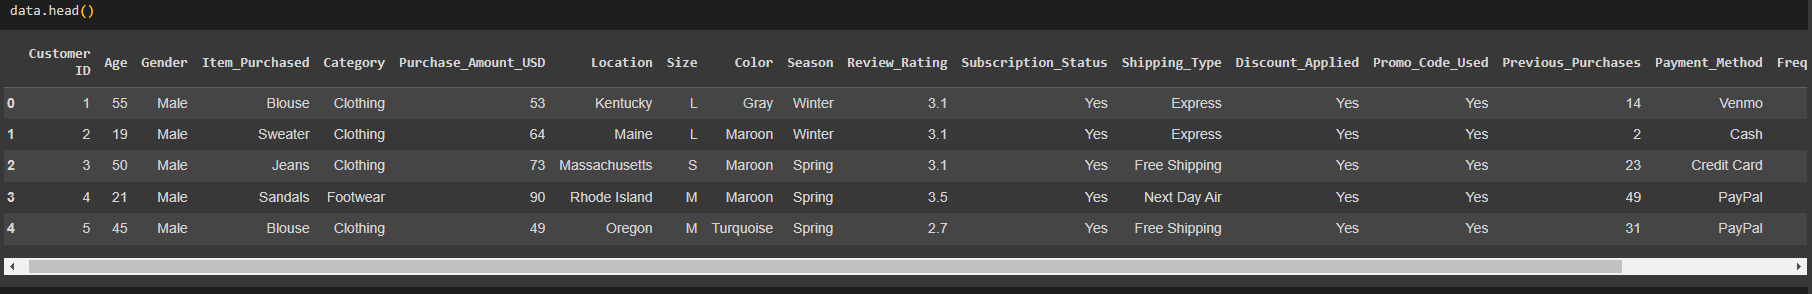 data.head()
Customer ID Age Gender Item_Purchased Category Purchase_Amount_USD Location Size Color Season Review_Rating Subscription_Status Shipping_Type Discount_Applied Promo_Code_Used Previous_Purchases Payment_Method Freq
0 1 55 Male Blouse Clothing 53 Kentucky L Gray Winter 3.1 Yes Express Yes Yes 14 Venmo
1 2 19 Male Sweater Clothing 64 Maine L Maroon Winter 3.1 Yes Express Yes Yes 2 Cash
2 3 50 Male Jeans Clothing 73 Massachusetts S Maroon Spring 3.1 Yes Free Shipping Yes Yes 23 Credit Card
3 4 21 Male Sandals Footwear 90 Rhode Island M Maroon Spring 3.5 Yes Next Day Air Yes Yes 49 PayPal
4 5 45 Male Blouse Clothing 49 Oregon M Turquoise Spring 2.7 Yes Free Shipping Yes Yes 31 PayPal